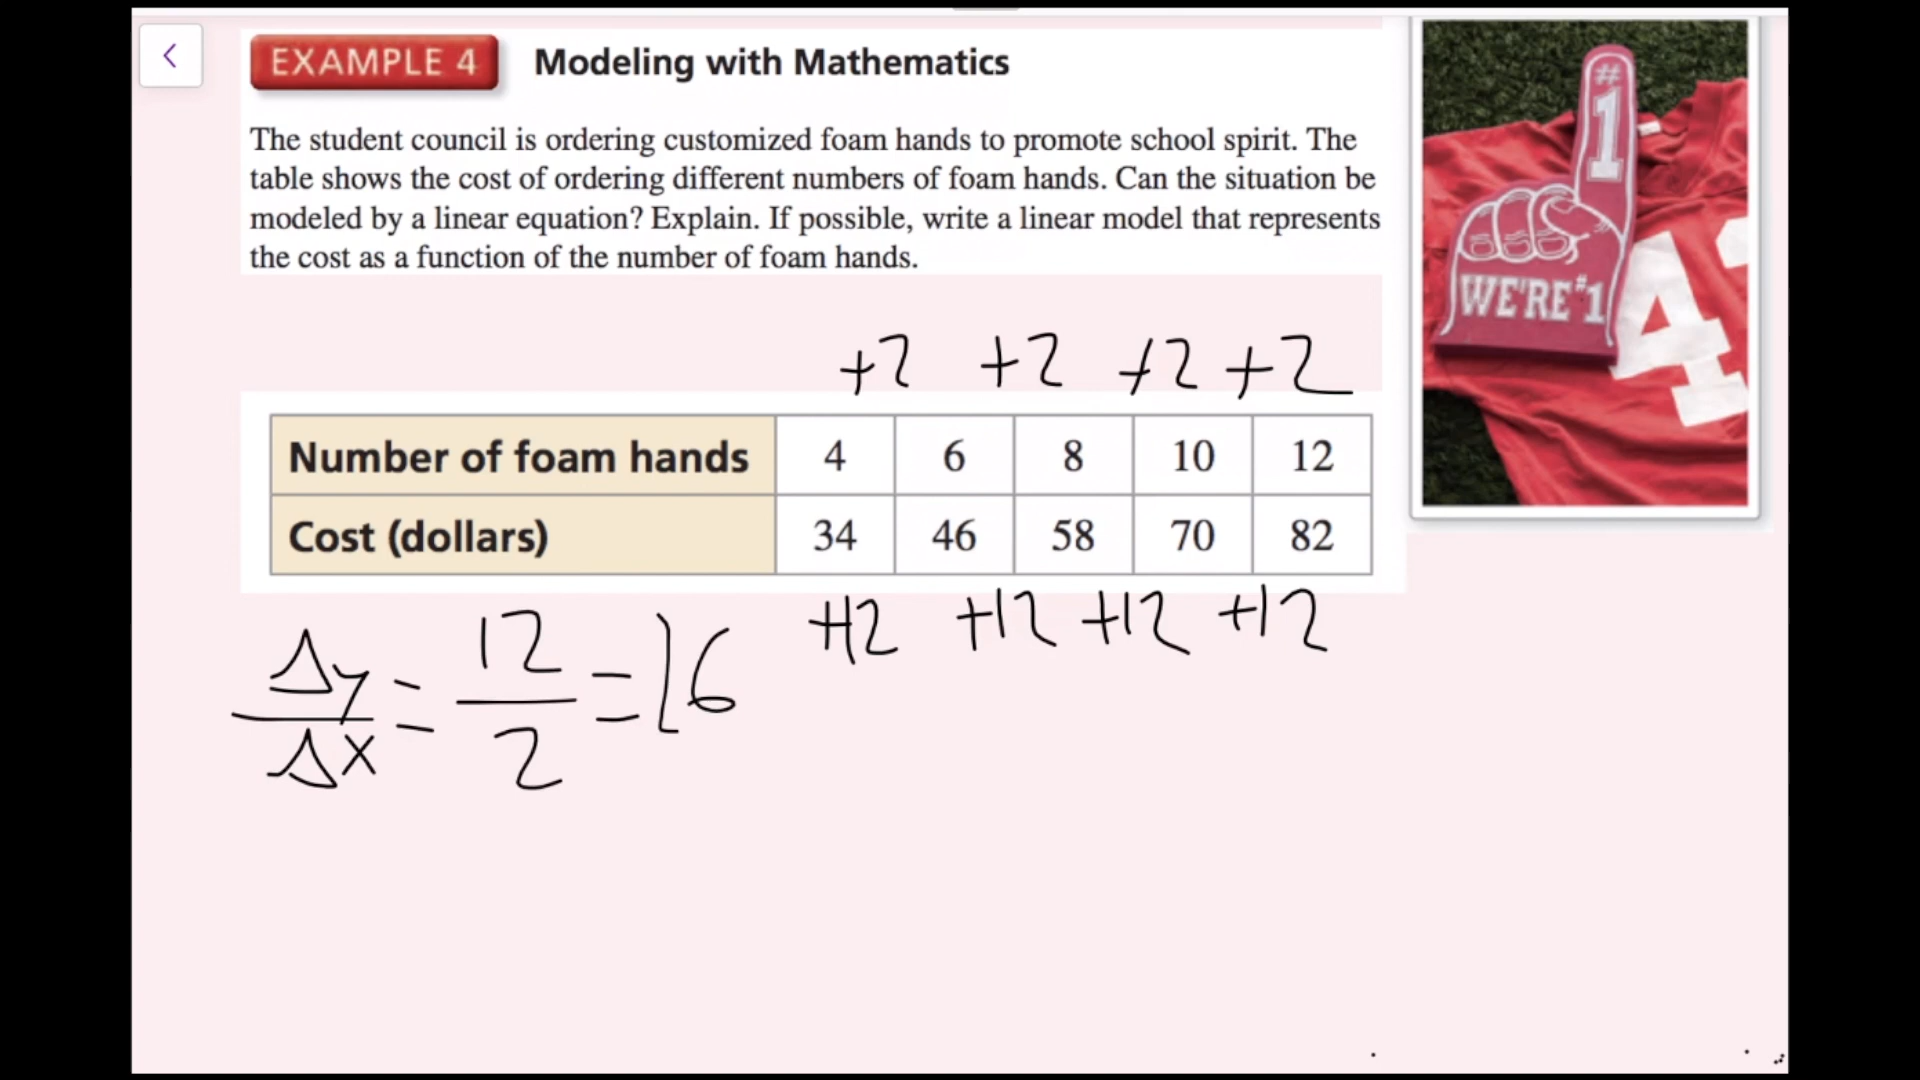 EXAMPLE 4 Modeling with Mathematics
The student council is ordering customized foam hands to promote school spirit. The
table shows the cost of ordering different numbers of foam hands. Can the situation be
modeled by a linear equation? Explain. If possible, write a linear model that represents
the cost as a function of the number of foam hands.
#
1
WE'RE #1
4
+2 +2 +2 +2
Number of foam hands 4 6 8 10 12
Cost (dollars) 34 46 58 70 82
+12 +12 +12 +12
Δy/Δx = 12/2 = 6